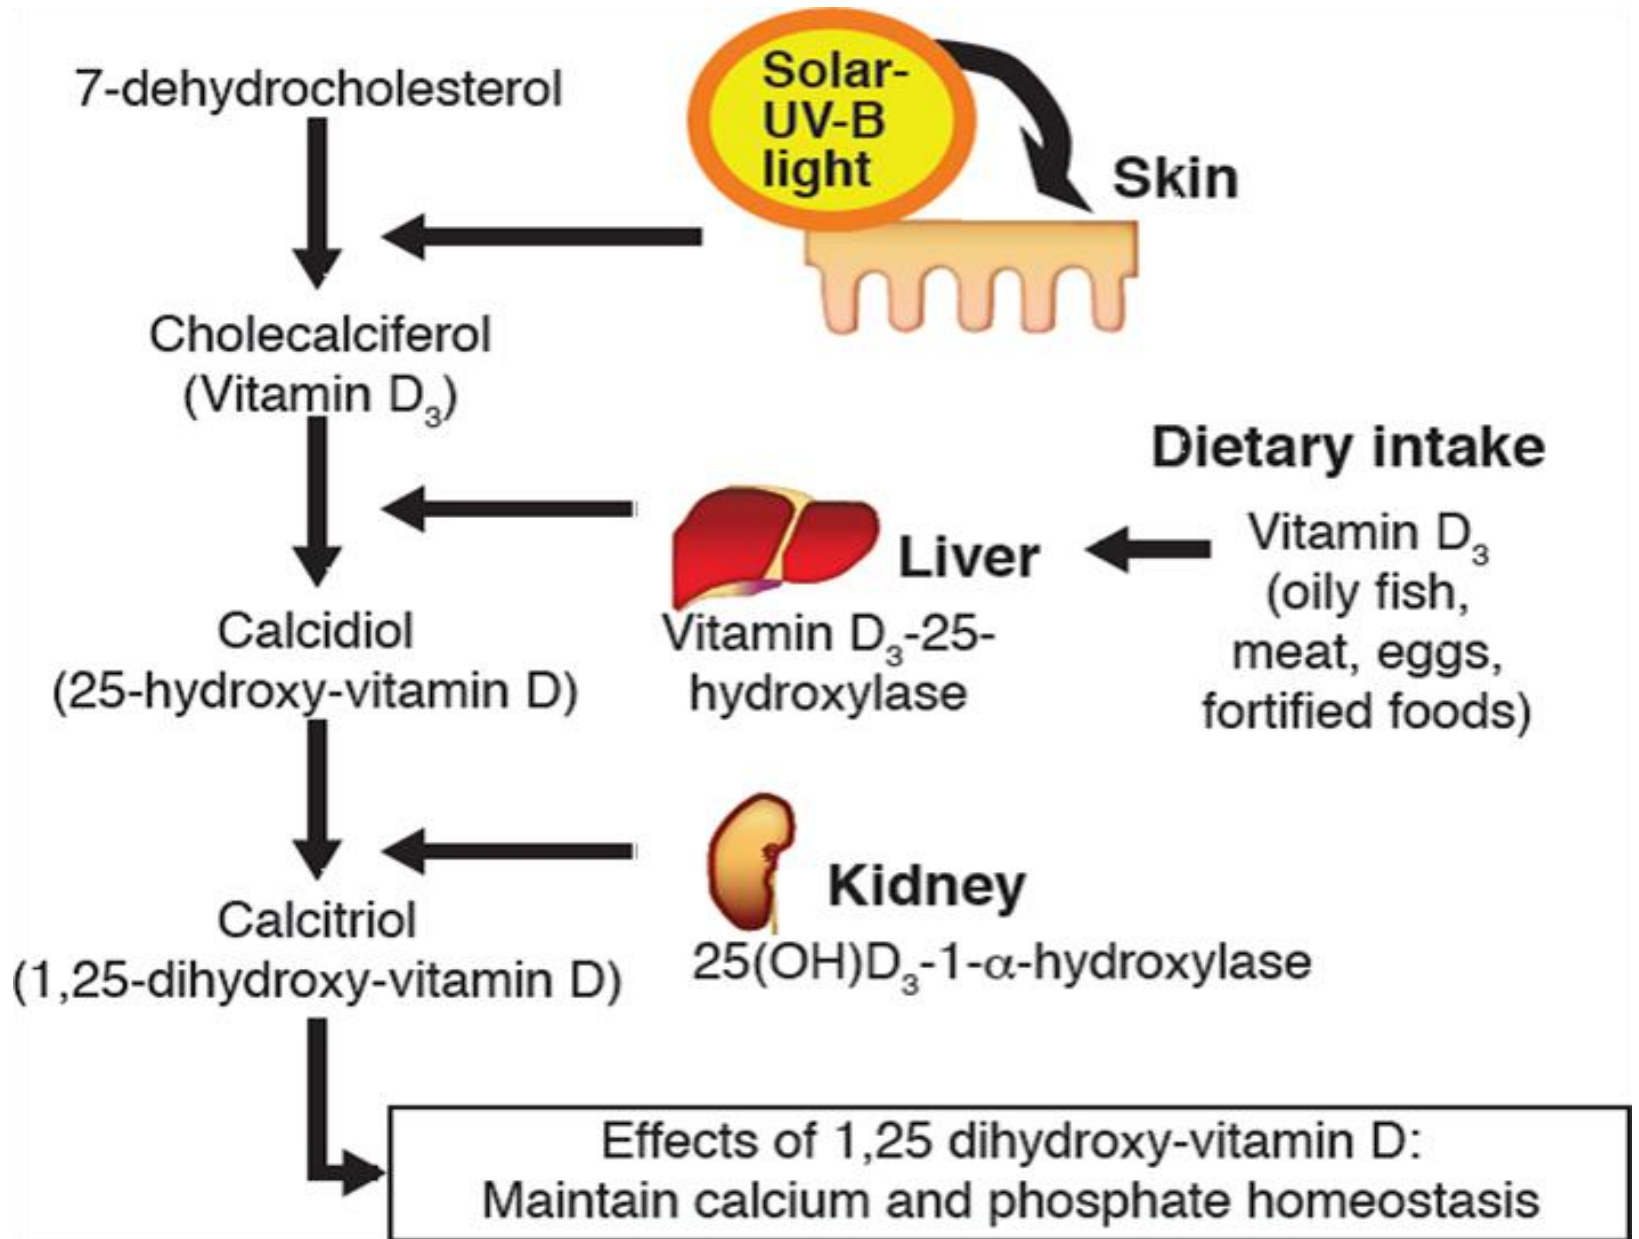 7-dehydrocholesterol
Solar-
UV-B
light
Skin
Cholecalciferol
(Vitamin D₃)
Dietary intake
Vitamin D₃
(oily fish,
meat, eggs,
fortified foods)
Liver
Vitamin D₃-25-
hydroxylase
Calcidiol
(25-hydroxy-vitamin D)
Kidney
25(OH)D₃-1-α-hydroxylase
Calcitriol
(1,25-dihydroxy-vitamin D)
Effects of 1,25 dihydroxy-vitamin D:
Maintain calcium and phosphate homeostasis